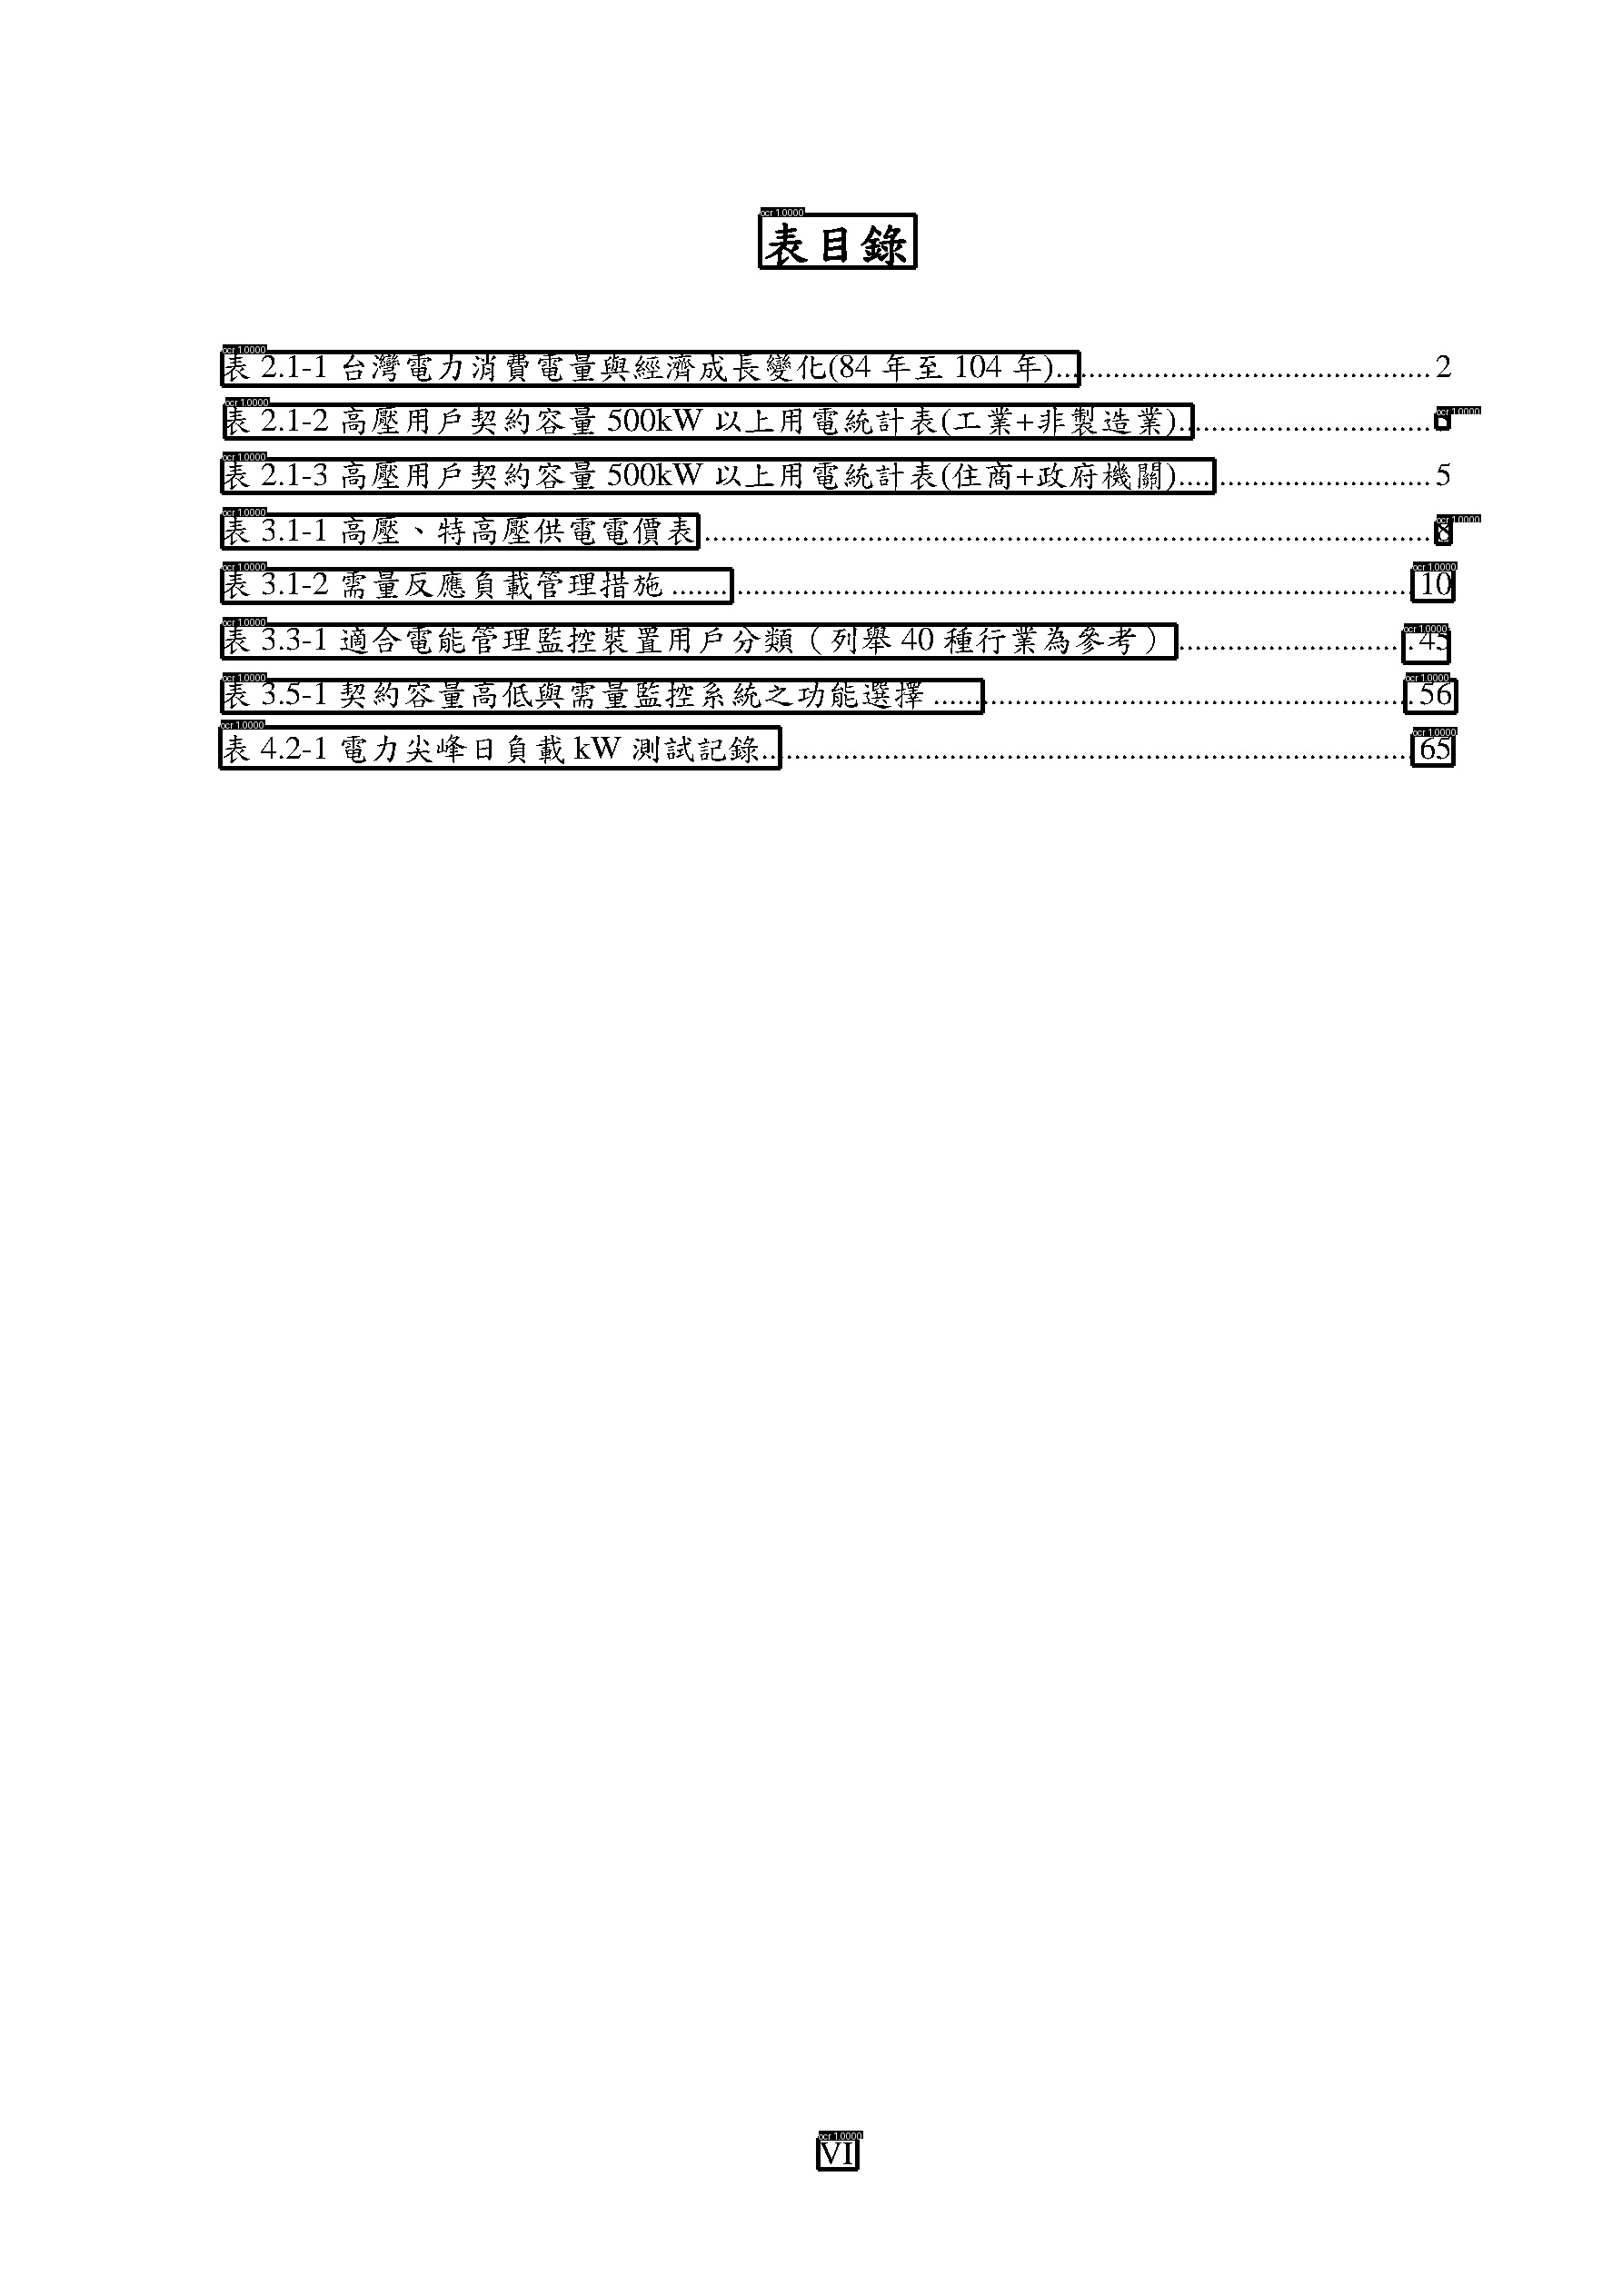 表目錄
表 2.1-1 台灣電力消費電量與經濟成長變化(84 年至 104 年).............................................. 2
表 2.1-2 高壓用戶契約容量 500kW 以上用電統計表(工業+非製造業)...............................
表 2.1-3 高壓用戶契約容量 500kW 以上用電統計表(住商+政府機關)............................... 5
表 3.1-1 高壓、特高壓供電電價表 ......................................................................................... 8
表 3.1-2 需量反應負載管理措施 ........................................................................................... 10
表 3.3-1 適合電能管理監控裝置用戶分類（列舉 40 種行業為參考）............................. 45
表 3.5-1 契約容量高低與需量監控系統之功能選擇 ........................................................... 56
表 4.2-1 電力尖峰日負載 kW 測試記錄................................................................................ 65
VI